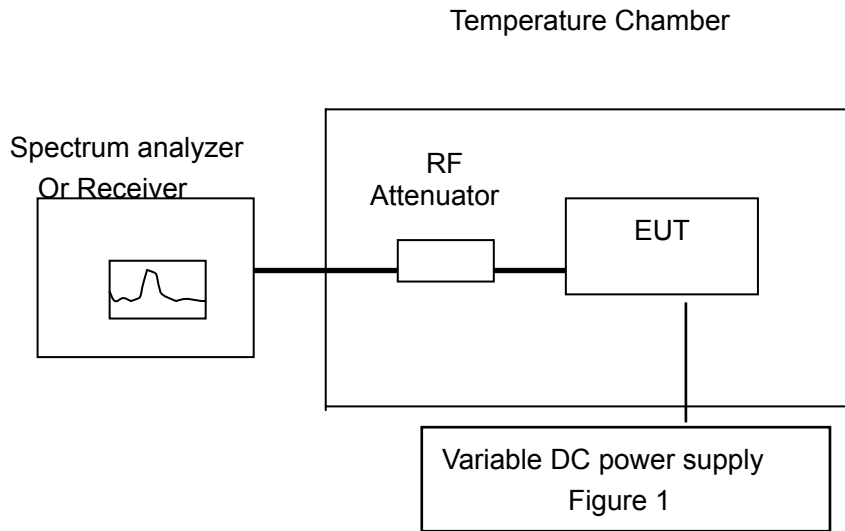 Temperature Chamber
Spectrum analyzer
Or Receiver
RF
Attenuator
EUT
Variable DC power supply
Figure 1